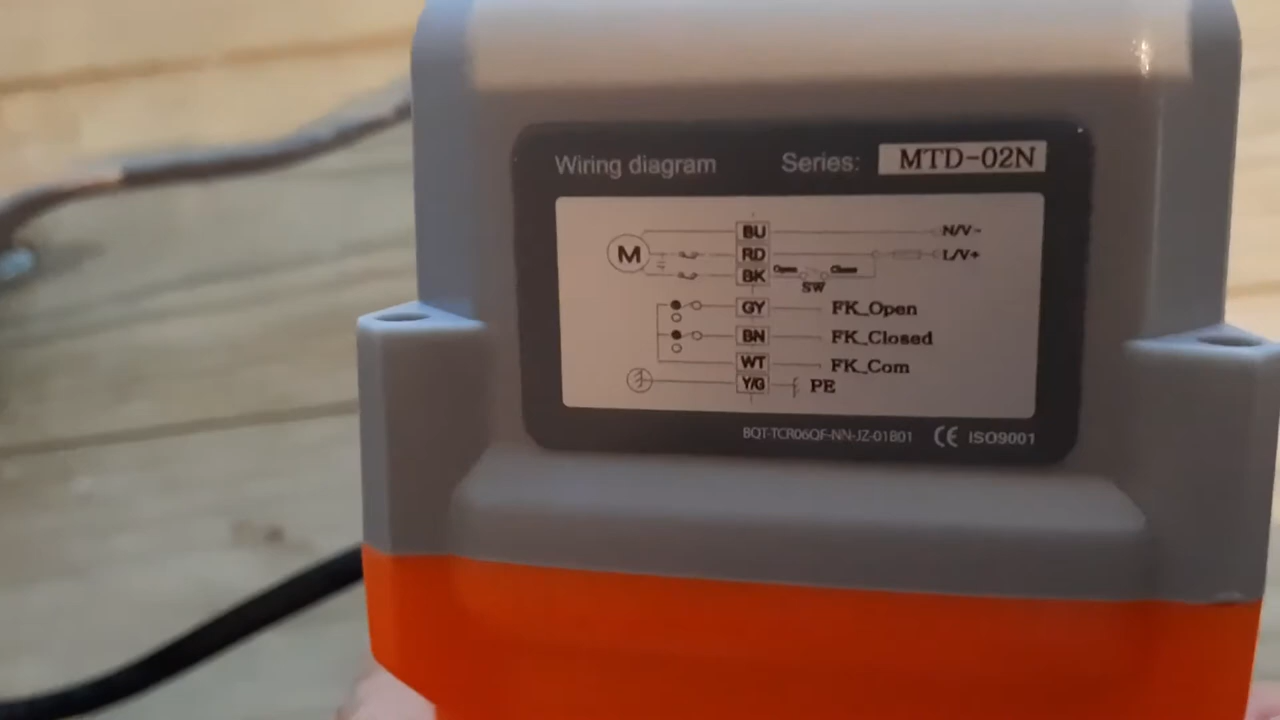 Wiring diagram Series: MTD-02N
M BU N/V~
RD L/V+
BK Open Close
SW
GY FK_Open
BN FK_Closed
WT FK_Com
Y/G PE
BQT-TCR06QF-NN-JZ-01801 CE ISO9001